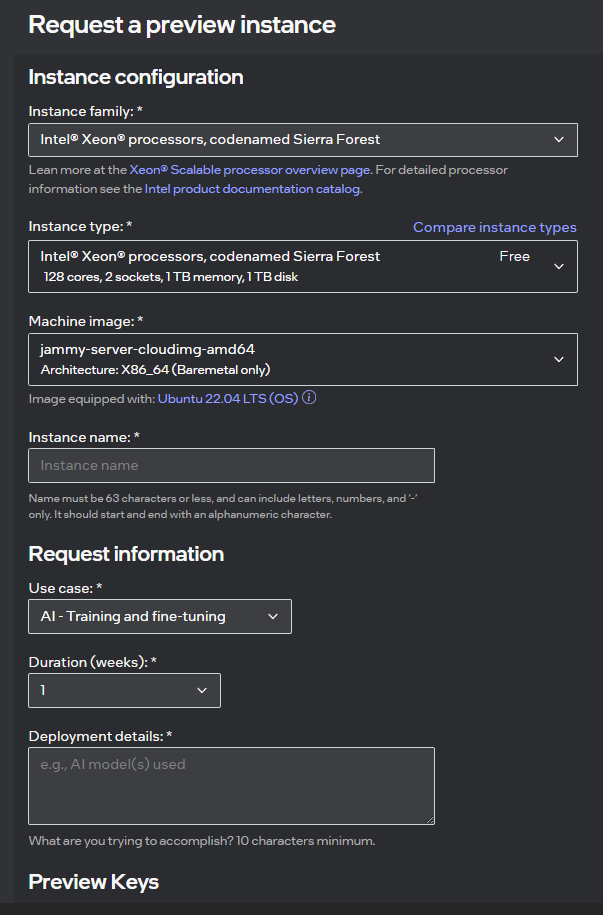 Request a preview instance
Instance configuration
Instance family: *
Intel® Xeon® processors, codenamed Sierra Forest
Lean more at the Xeon® Scalable processor overview page. For detailed processor
information see the Intel product documentation catalog.
Instance type: *
Compare instance types
Intel® Xeon® processors, codenamed Sierra Forest
Free
128 cores, 2 sockets, 1 TB memory, 1 TB disk
Machine image: *
jammy-server-cloudimg-amd64
Architecture: X86_64 (Baremetal only)
Image equipped with: Ubuntu 22.04 LTS (OS)
Instance name: *
Instance name
Name must be 63 characters or less, and can include letters, numbers, and ‘-’
only. It should start and end with an alphanumeric character.
Request information
Use case: *
AI - Training and fine-tuning
Duration (weeks): *
1
Deployment details: *
e.g., AI model(s) used
What are you trying to accomplish? 10 characters minimum.
Preview Keys